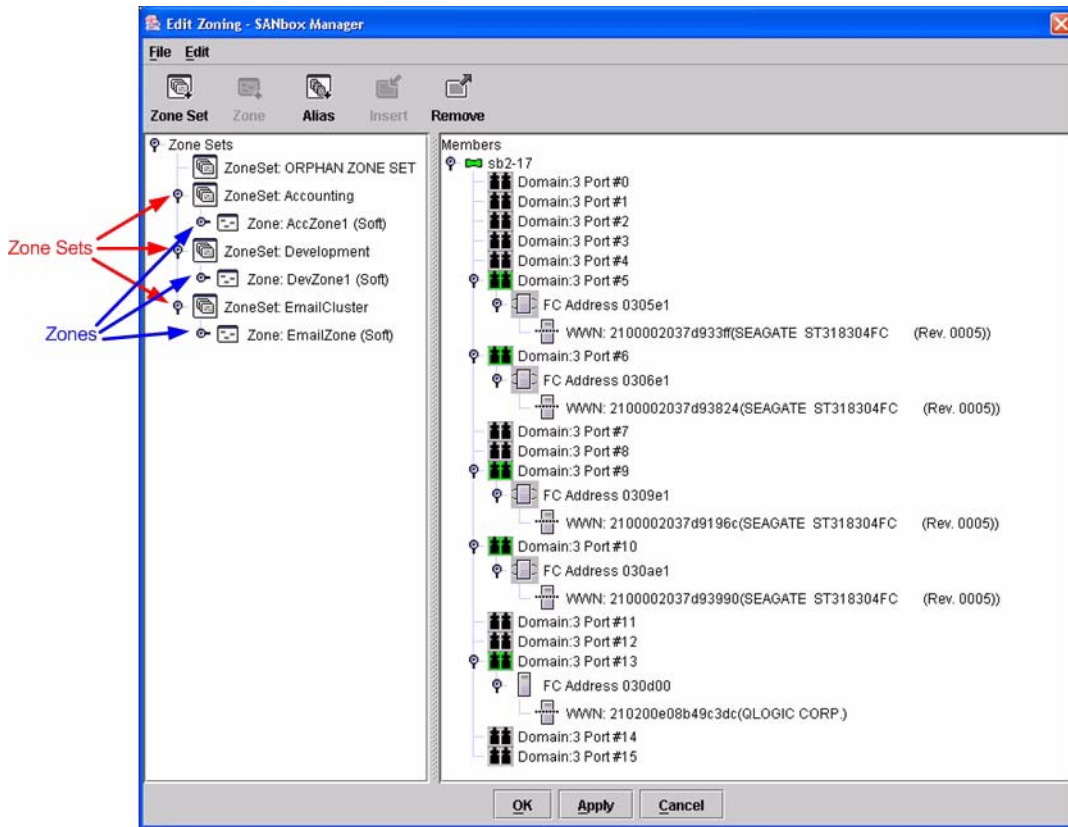 Edit Zoning - SANbox Manager
File Edit
Zone Set Zone Alias Insert Remove
Zone Sets
ZoneSet: ORPHAN ZONE SET
ZoneSet: Accounting
Zone: AccZone1 (Soft)
ZoneSet: Development
Zone: DevZone1 (Soft)
ZoneSet: EmailCluster
Zone: EmailZone (Soft)
Zone Sets
Zones
Members
sb2-17
Domain:3 Port#0
Domain:3 Port#1
Domain:3 Port#2
Domain:3 Port#3
Domain:3 Port#4
Domain:3 Port#5
FC Address 0305e1
WWN: 2100002037d933ff(SEAGATE ST318304FC (Rev. 0005))
Domain:3 Port#6
FC Address 0306e1
WWN: 2100002037d93824(SEAGATE ST318304FC (Rev. 0005))
Domain:3 Port#7
Domain:3 Port#8
Domain:3 Port#9
FC Address 0309e1
WWN: 2100002037d9196c(SEAGATE ST318304FC (Rev. 0005))
Domain:3 Port#10
FC Address 030ae1
WWN: 2100002037d93990(SEAGATE ST318304FC (Rev. 0005))
Domain:3 Port#11
Domain:3 Port#12
Domain:3 Port#13
FC Address 030d00
WWN: 210200e08b49c3dc(QLOGIC CORP.)
Domain:3 Port#14
Domain:3 Port#15
OK Apply Cancel